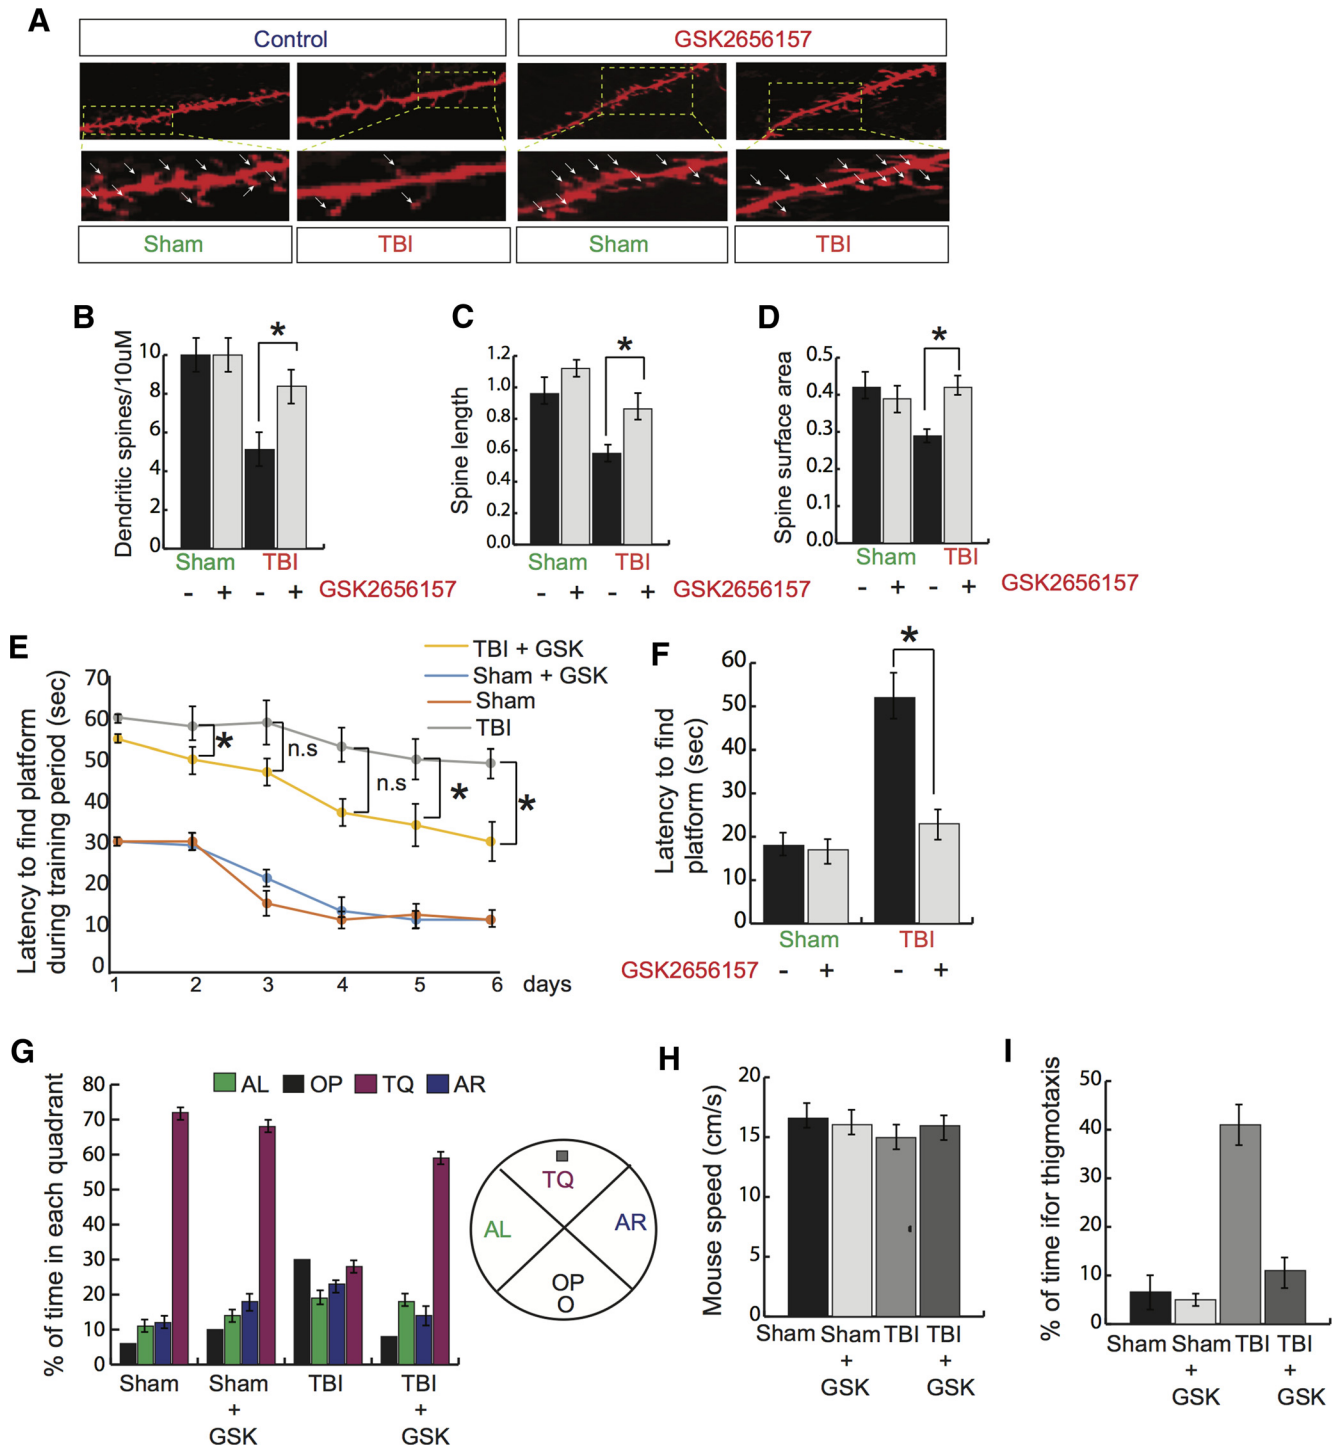 A
Control
GSK2656157
Sham
TBI
Sham
TBI
B
Dendritic spines/10uM
10
8
6
4
2
0
*
Sham
TBI
- + - + GSK2656157
C
Spine length
1.2
1.0
0.8
0.6
0.4
0.2
0.0
*
Sham
TBI
- + - + GSK2656157
D
Spine surface area
0.5
0.4
0.3
0.2
0.1
0.0
*
Sham
TBI
- + - + GSK2656157
E
Latency to find platform
during training period (sec)
70
60
50
40
30
20
10
0
TBI + GSK
Sham + GSK
Sham
TBI
*
n.s
n.s
*
*
1 2 3 4 5 6 days
F
Latency to find
platform (sec)
60
50
40
30
20
10
0
*
Sham
TBI
GSK2656157 - + - +
G
% of time in each quadrant
80
70
60
50
40
30
20
10
0
AL OP TQ AR
Sham
Sham
+
GSK
TBI
TBI
+
GSK
TQ
AL
AR
OP
O
H
Mouse speed (cm/s)
20
15
10
5
0
Sham
Sham
+
GSK
TBI
TBI
+
GSK
I
% of time ifor thigmotaxis
50
40
30
20
10
0
Sham
Sham
+
GSK
TBI
TBI
+
GSK